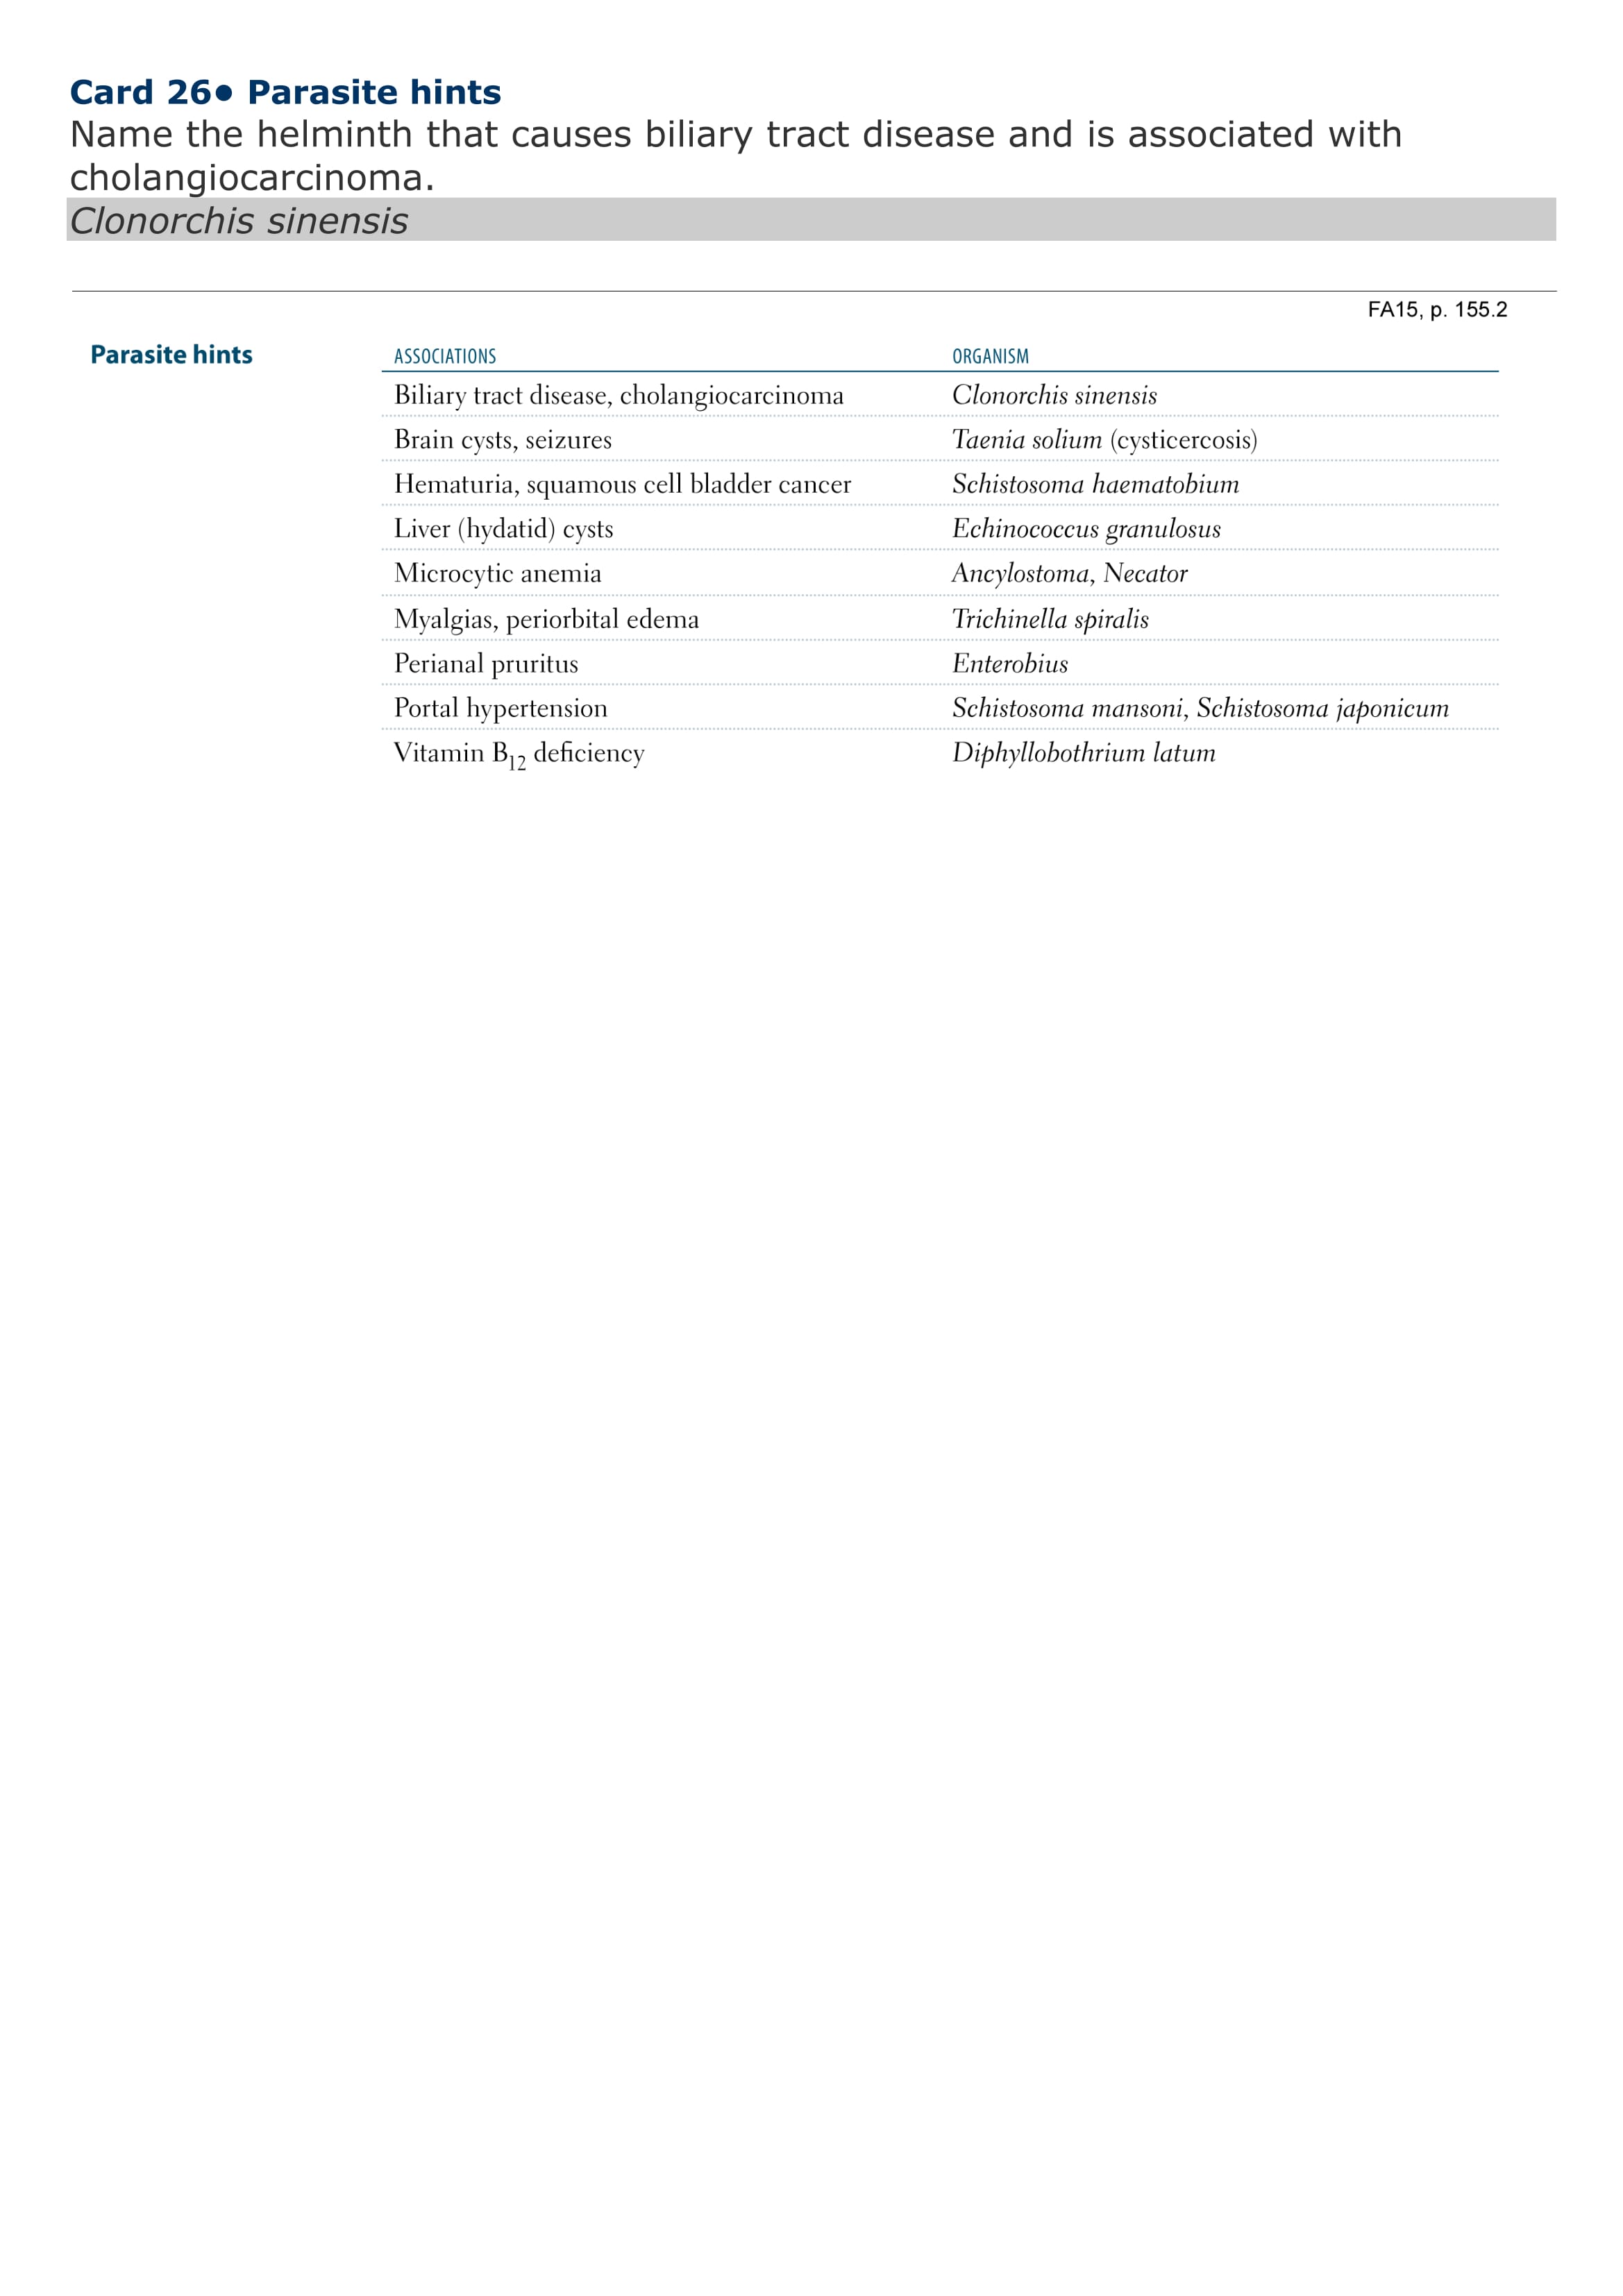 Card 26● Parasite hints
Name the helminth that causes biliary tract disease and is associated with
cholangiocarcinoma.
Clonorchis sinensis
FA15, p. 155.2
Parasite hints ASSOCIATIONS ORGANISM
Biliary tract disease, cholangiocarcinoma Clonorchis sinensis
Brain cysts, seizures Taenia solium (cysticercosis)
Hematuria, squamous cell bladder cancer Schistosoma haematobium
Liver (hydatid) cysts Echinococcus granulosus
Microcytic anemia Ancylostoma, Necator
Myalgias, periorbital edema Trichinella spiralis
Perianal pruritus Enterobius
Portal hypertension Schistosoma mansoni, Schistosoma japonicum
Vitamin B12 deficiency Diphyllobothrium latum